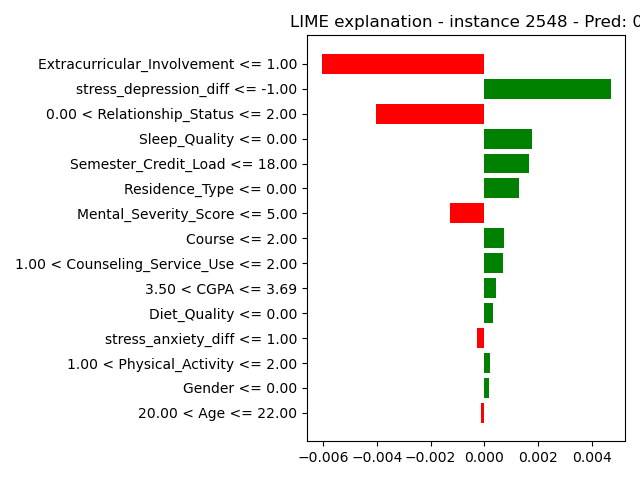 LIME explanation - instance 2548 - Pred: 0
Extracurricular_Involvement <= 1.00
stress_depression_diff <= -1.00
0.00 < Relationship_Status <= 2.00
Sleep_Quality <= 0.00
Semester_Credit_Load <= 18.00
Residence_Type <= 0.00
Mental_Severity_Score <= 5.00
Course <= 2.00
1.00 < Counseling_Service_Use <= 2.00
3.50 < CGPA <= 3.69
Diet_Quality <= 0.00
stress_anxiety_diff <= 1.00
1.00 < Physical_Activity <= 2.00
Gender <= 0.00
20.00 < Age <= 22.00
−0.006 −0.004 −0.002 0.000 0.002 0.004